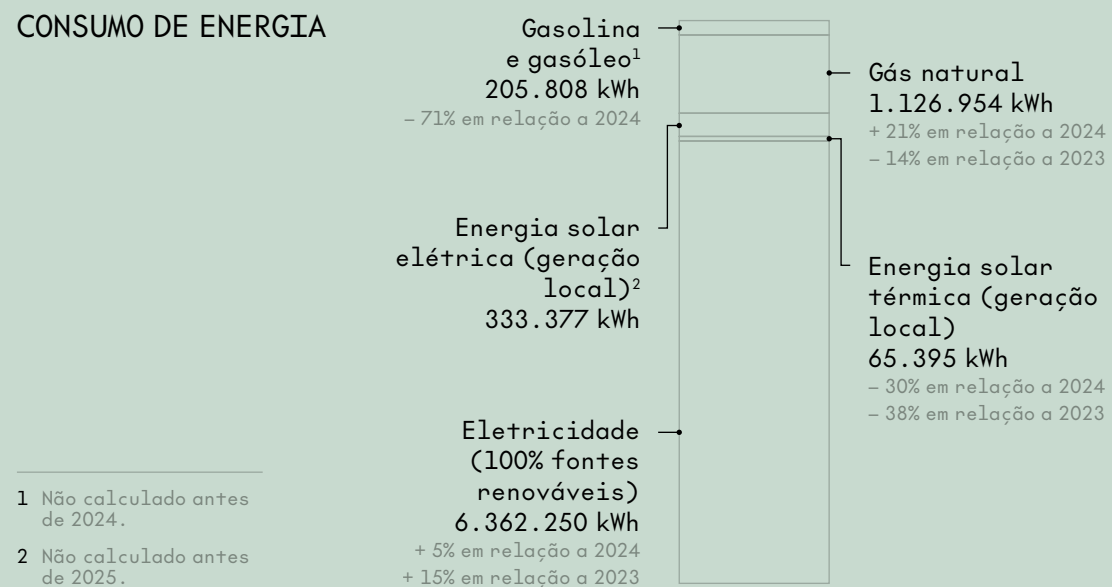 CONSUMO DE ENERGIA
Gasolina
e gasóleo¹
205.808 kWh
– 71% em relação a 2024
Gás natural
1.126.954 kWh
+ 21% em relação a 2024
– 14% em relação a 2023
Energia solar
elétrica (geração
local)²
333.377 kWh
Energia solar
térmica (geração
local)
65.395 kWh
– 30% em relação a 2024
– 38% em relação a 2023
Eletricidade
(100% fontes
renováveis)
6.362.250 kWh
+ 5% em relação a 2024
+ 15% em relação a 2023
1 Não calculado antes
de 2024.
2 Não calculado antes
de 2025.